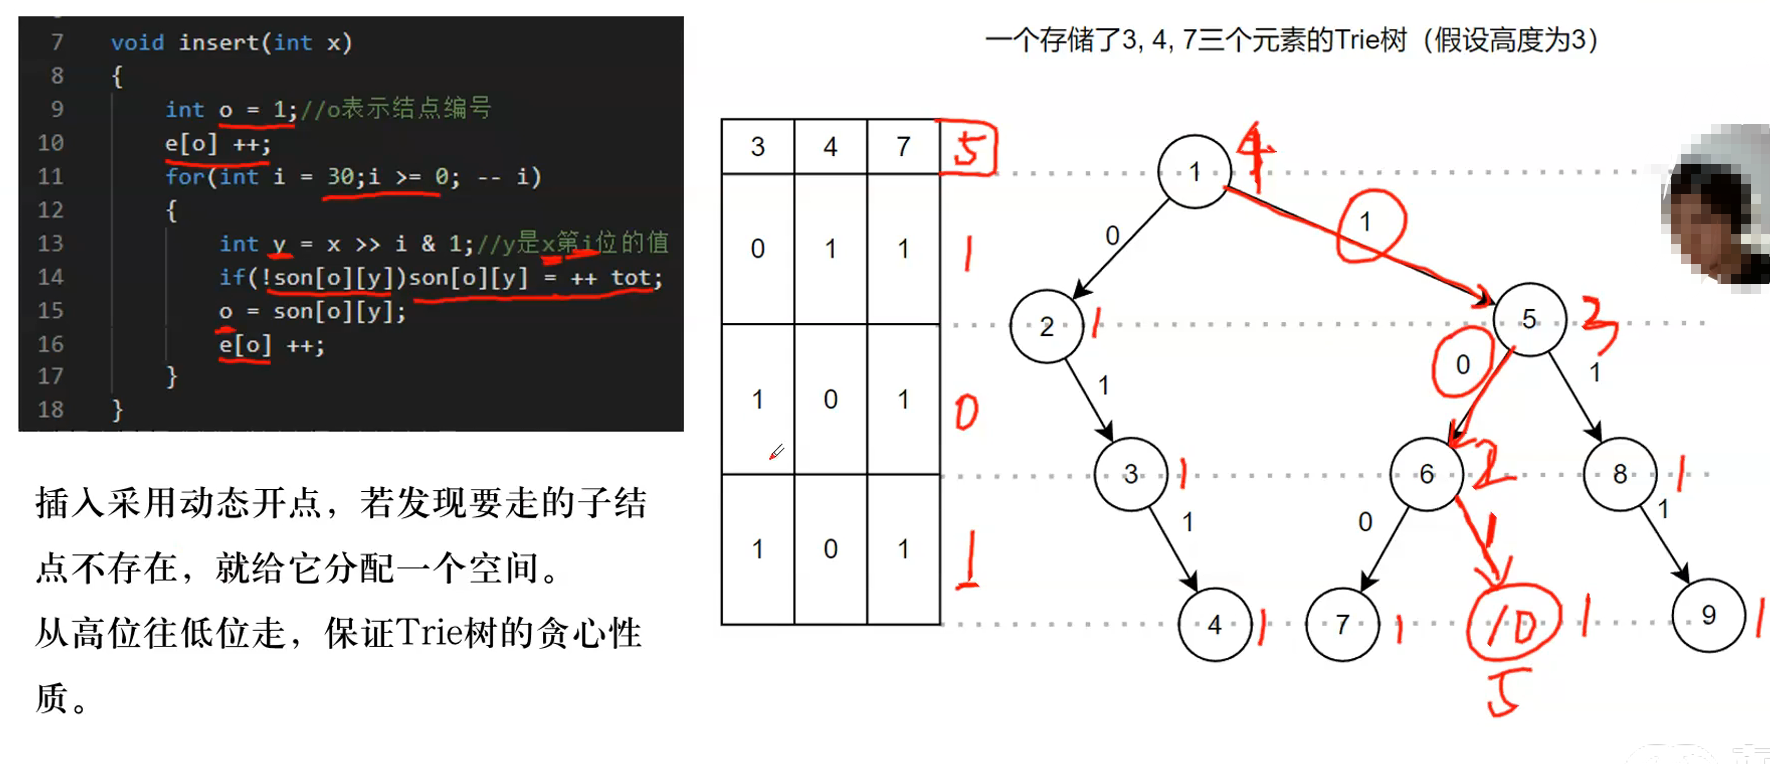 7 void insert(int x)
8 {
9 int o = 1;//o表示结点编号
10 e[o] ++;
11 for(int i = 30;i >= 0; -- i)
12 {
13 int y = x >> i & 1;//y是x第i位的值
14 if(!son[o][y])son[o][y] = ++ tot;
15 o = son[o][y];
16 e[o] ++;
17 }
18 }
插入采用动态开点，若发现要走的子结
点不存在，就给它分配一个空间。
从高位往低位走，保证Trie树的贪心性
质。
一个存储了3, 4, 7三个元素的Trie树（假设高度为3）
3 4 7 5
0 1 1 1
1 0 1 0
1 0 1 1
1 4
0 1
2 1 5 3
1 0 1
3 1 6 2 8 1
1 0 1 1
4 1 7 1 10 1 9 1
5